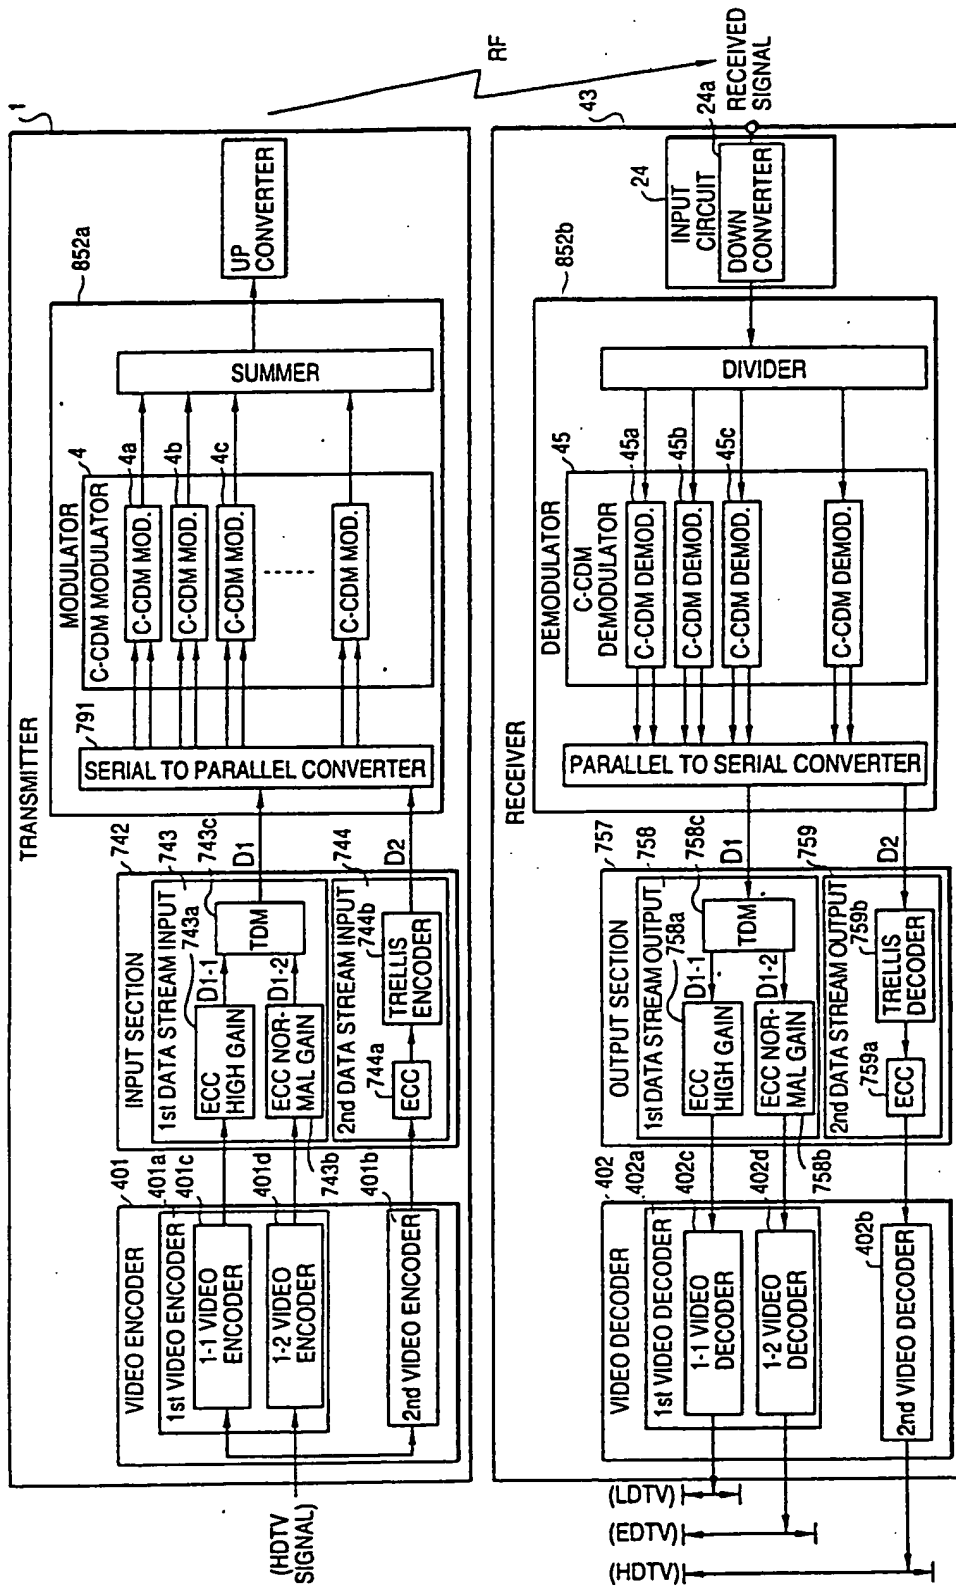 TRANSMITTER
1
(HDTV
SIGNAL)
VIDEO ENCODER
401
1st VIDEO ENCODER
401a
1-1 VIDEO
ENCODER
401c
1-2 VIDEO
ENCODER
401d
2nd VIDEO ENCODER
401b
INPUT SECTION
742
1st DATA STREAM INPUT
743
ECC
HIGH GAIN
743a
ECC NOR-
MAL GAIN
743b
D1-1
D1-2
TDM
743c
2nd DATA STREAM INPUT
744
ECC
744a
TRELLIS
ENCODER
744b
D1
D2
852a
SERIAL TO PARALLEL CONVERTER
791
MODULATOR
C-CDM MODULATOR
4
C-CDM MOD.
4a
C-CDM MOD.
4b
C-CDM MOD.
4c
C-CDM MOD.
SUMMER
UP
CONVERTER
RF
RECEIVER
43
RECEIVED
SIGNAL
INPUT
CIRCUIT
24
DOWN
CONVERTER
24a
852b
DIVIDER
DEMODULATOR
C-CDM
DEMODULATOR
45
C-CDM DEMOD.
45a
C-CDM DEMOD.
45b
C-CDM DEMOD.
45c
C-CDM DEMOD.
PARALLEL TO SERIAL CONVERTER
D1
D2
OUTPUT SECTION
757
1st DATA STREAM OUTPUT
758
TDM
758c
D1-1
D1-2
ECC
HIGH GAIN
758a
ECC NOR-
MAL GAIN
758b
2nd DATA STREAM OUTPUT
759
TRELLIS
DECODER
759b
ECC
759a
VIDEO DECODER
402
1st VIDEO DECODER
402a
1-1 VIDEO
DECODER
402c
1-2 VIDEO
DECODER
402d
2nd VIDEO DECODER
402b
(LDTV)
(EDTV)
(HDTV)